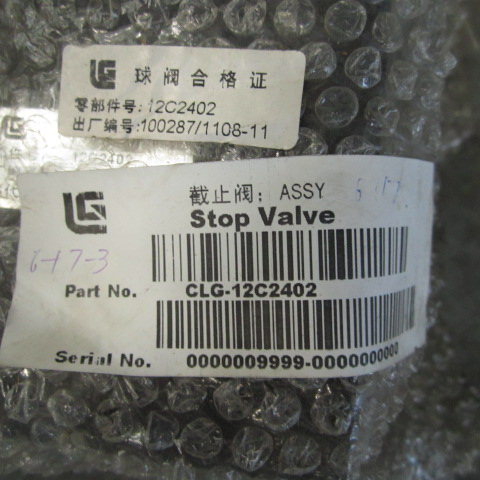 球阀合格证
零部件号:12C2402
出厂编号:100287/1108-11
截止阀; ASSY
Stop Valve
6-17-3
Part No. CLG-12C2402
Serial No. 0000009999-0000000000